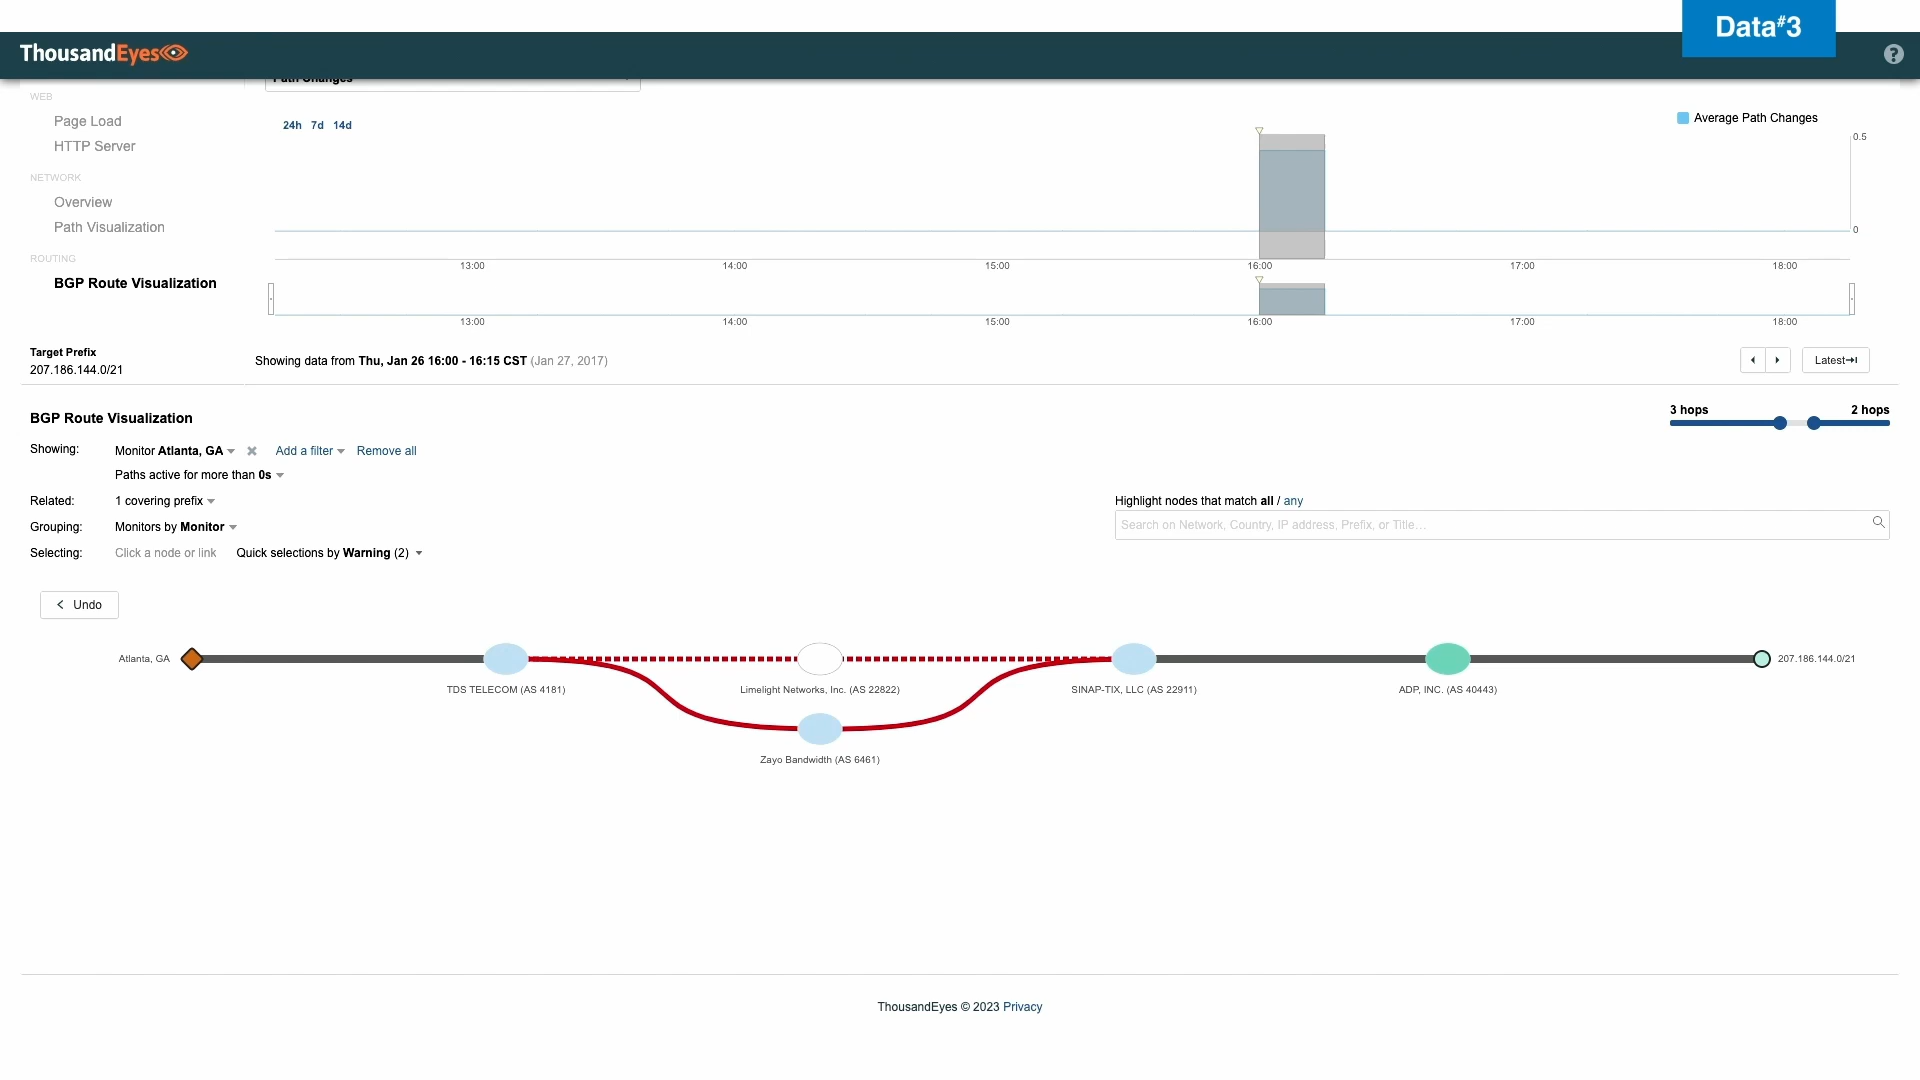 Data#3
ThousandEyes
Path Changes
WEB
Page Load
HTTP Server
NETWORK
Overview
Path Visualization
ROUTING
BGP Route Visualization
24h 7d 14d
Average Path Changes
0.5
0
13:00 14:00 15:00 16:00 17:00 18:00
13:00 14:00 15:00 16:00 17:00 18:00
Target Prefix
207.186.144.0/21
Showing data from Thu, Jan 26 16:00 - 16:15 CST (Jan 27, 2017)
Latest
BGP Route Visualization
3 hops 2 hops
Showing: Monitor Atlanta, GA Add a filter Remove all
Paths active for more than 0s
Related: 1 covering prefix
Highlight nodes that match all / any
Grouping: Monitors by Monitor
Search on Network, Country, IP address, Prefix, or Title...
Selecting: Click a node or link Quick selections by Warning (2)
Undo
Atlanta, GA
207.186.144.0/21
TDS TELECOM (AS 4181)
Limelight Networks, Inc. (AS 22822)
SINAP-TIX, LLC (AS 22911)
ADP, INC. (AS 40443)
Zayo Bandwidth (AS 6461)
ThousandEyes © 2023 Privacy